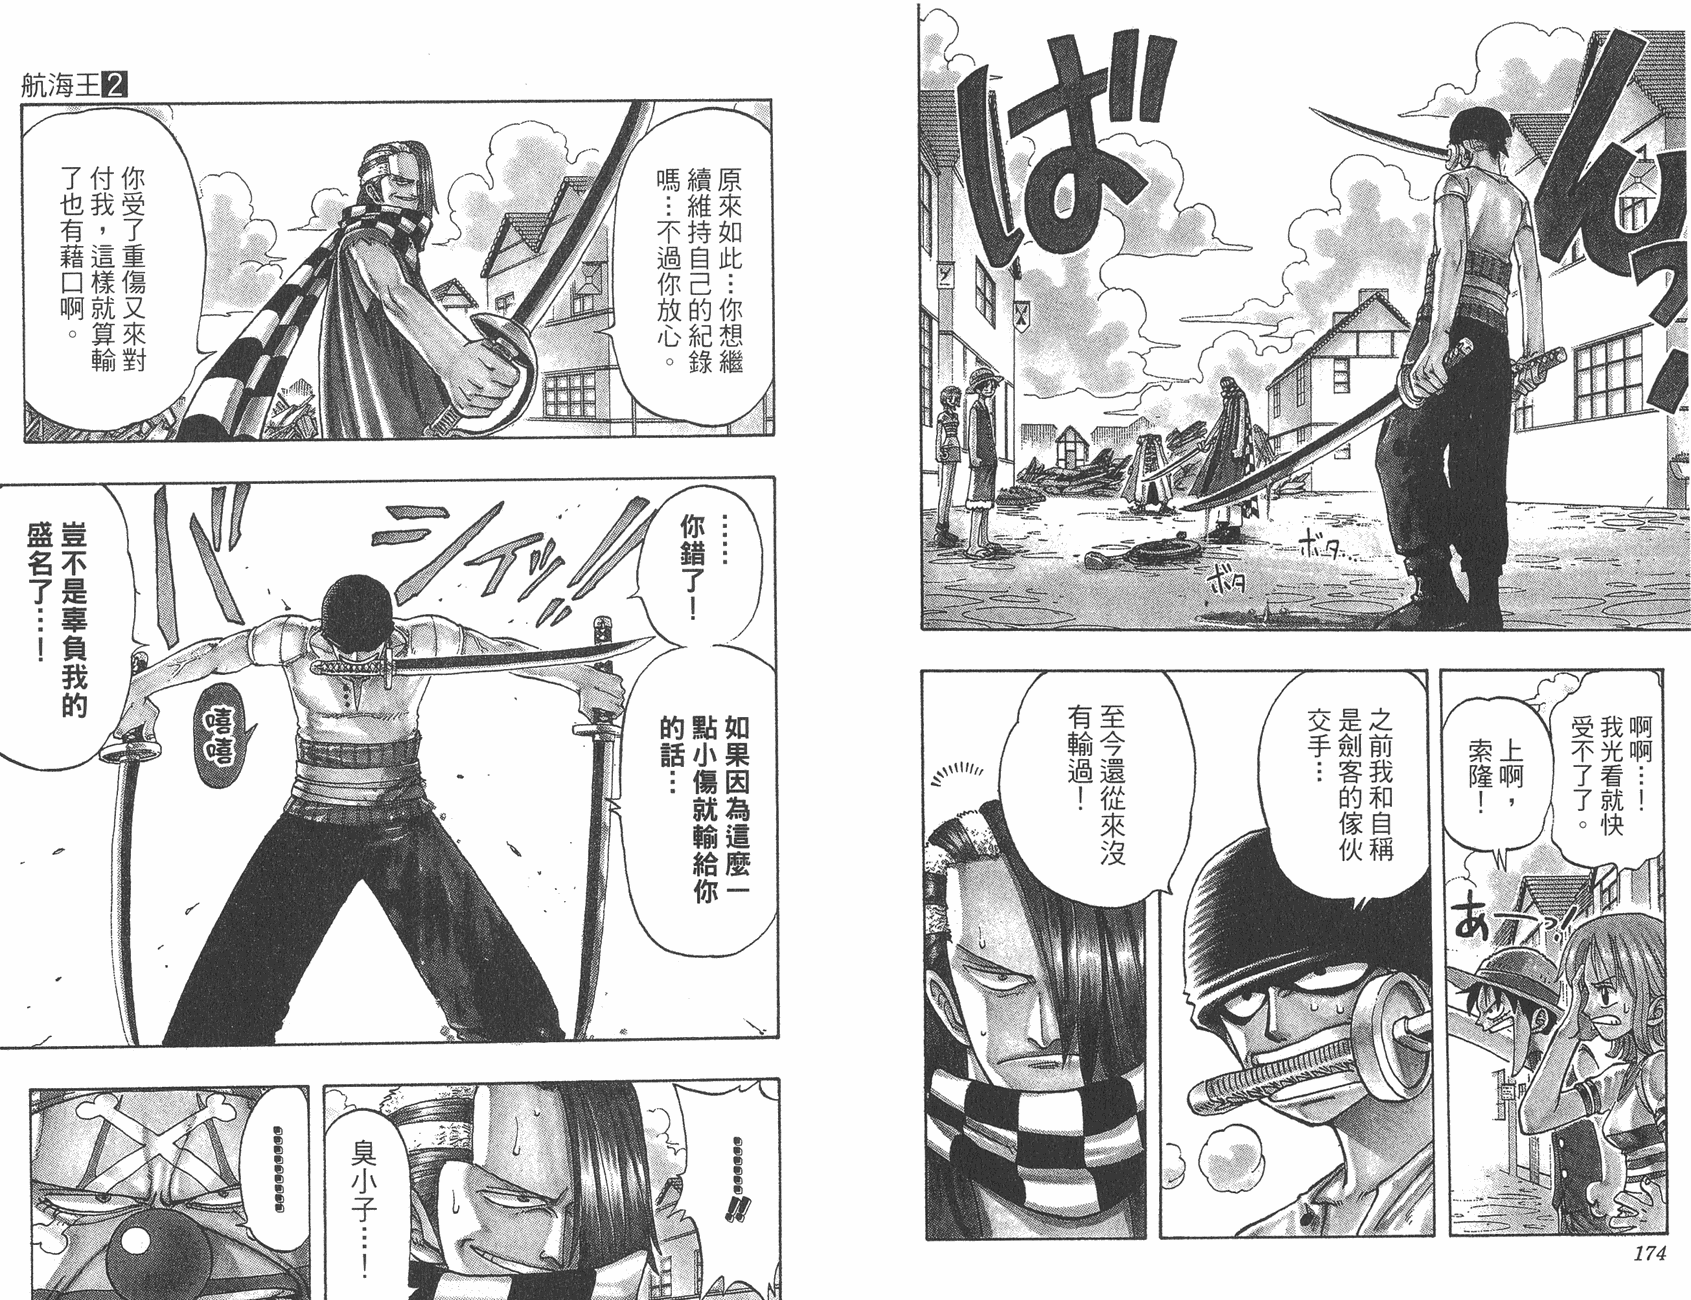 ばんっ!
ボタ…
ボタ
啊啊…!
我光看就快
受不了了。
上啊，
索隆!
あーっ!
之前我和自稱
是劍客的傢伙
交手…
至今還從來沒
有輸過!
174
航海王2
原來如此…你想繼
續維持自己的紀錄
嗎…不過你放心。
你受了重傷又來對
付我，這樣就算輸
了也有藉口啊。
……
你錯了!
如果因為這麼一
點小傷就輸給你
的話…
嘻嘻
豈不是辜負我的
盛名了…!
………!!
臭小子…!
………